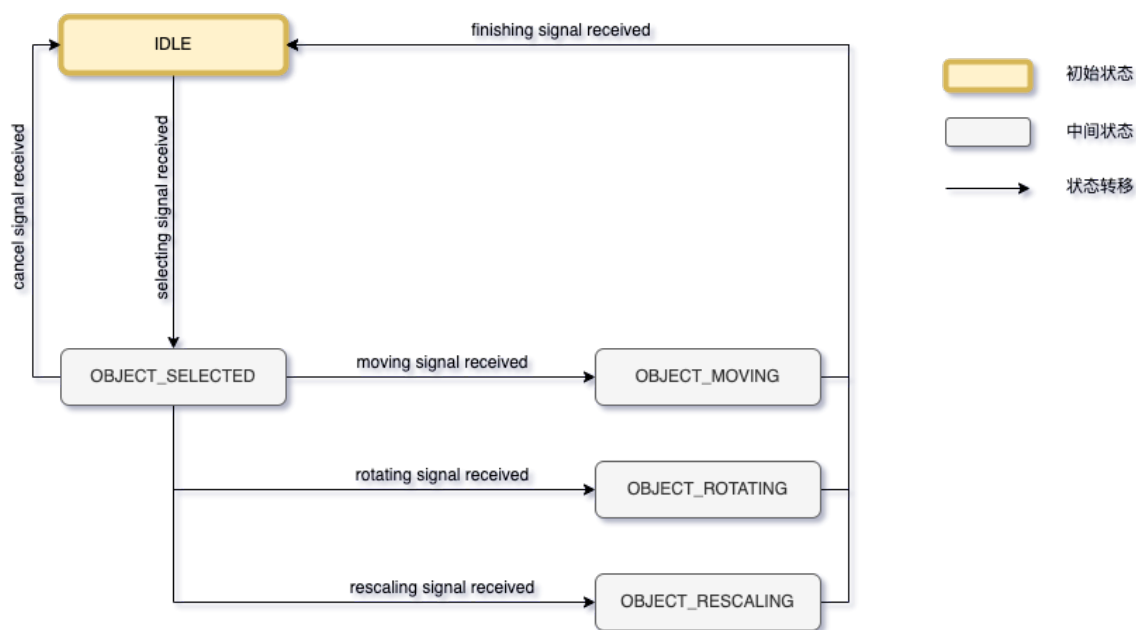 IDLE
finishing signal received
初始状态
中间状态
状态转移
cancel signal received
selecting signal received
OBJECT_SELECTED
moving signal received
OBJECT_MOVING
rotating signal received
OBJECT_ROTATING
rescaling signal received
OBJECT_RESCALING